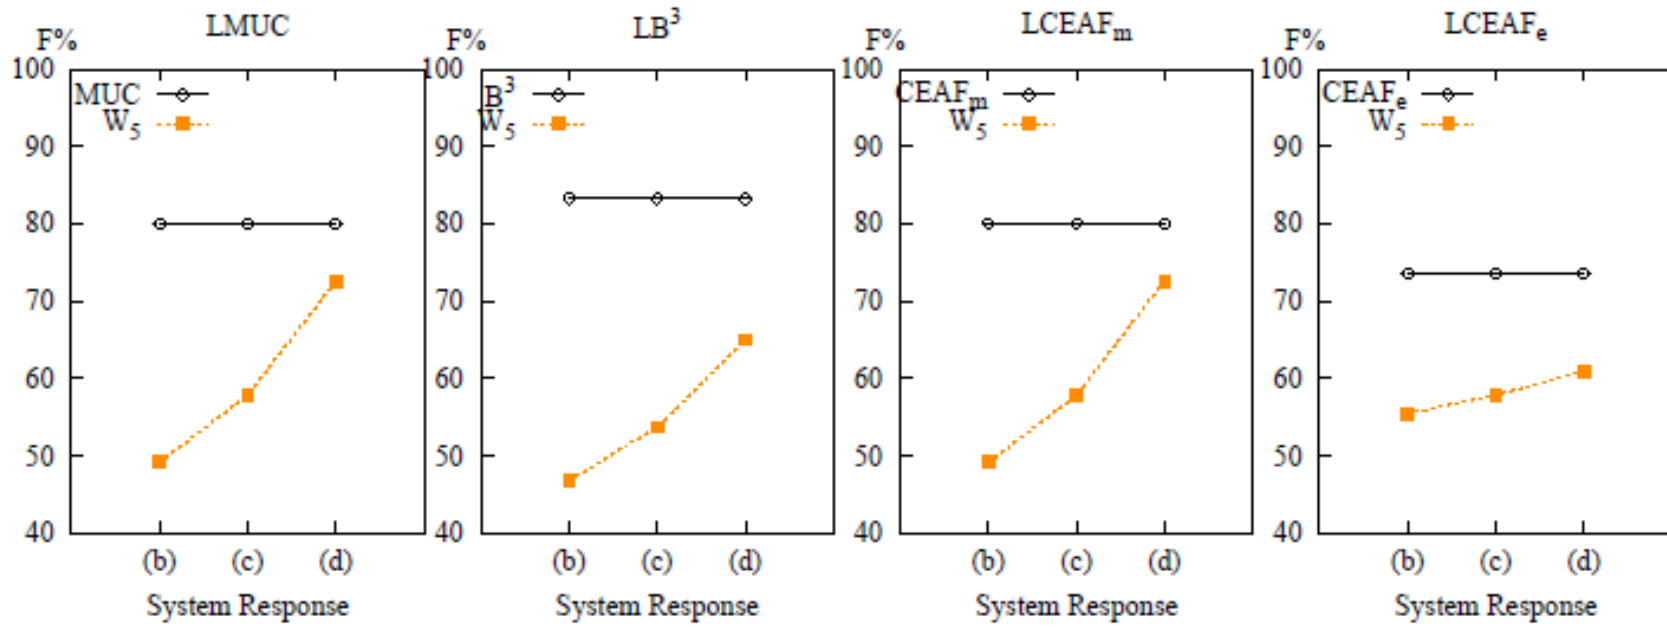 LMUC
F%
100
90
80
70
60
50
40
MUC
W5
(b) (c) (d)
System Response
LB3
F%
100
90
80
70
60
50
40
B3
W5
(b) (c) (d)
System Response
LCEAFm
F%
100
90
80
70
60
50
40
CEAFm
W5
(b) (c) (d)
System Response
LCEAFe
F%
100
90
80
70
60
50
40
CEAFe
W5
(b) (c) (d)
System Response